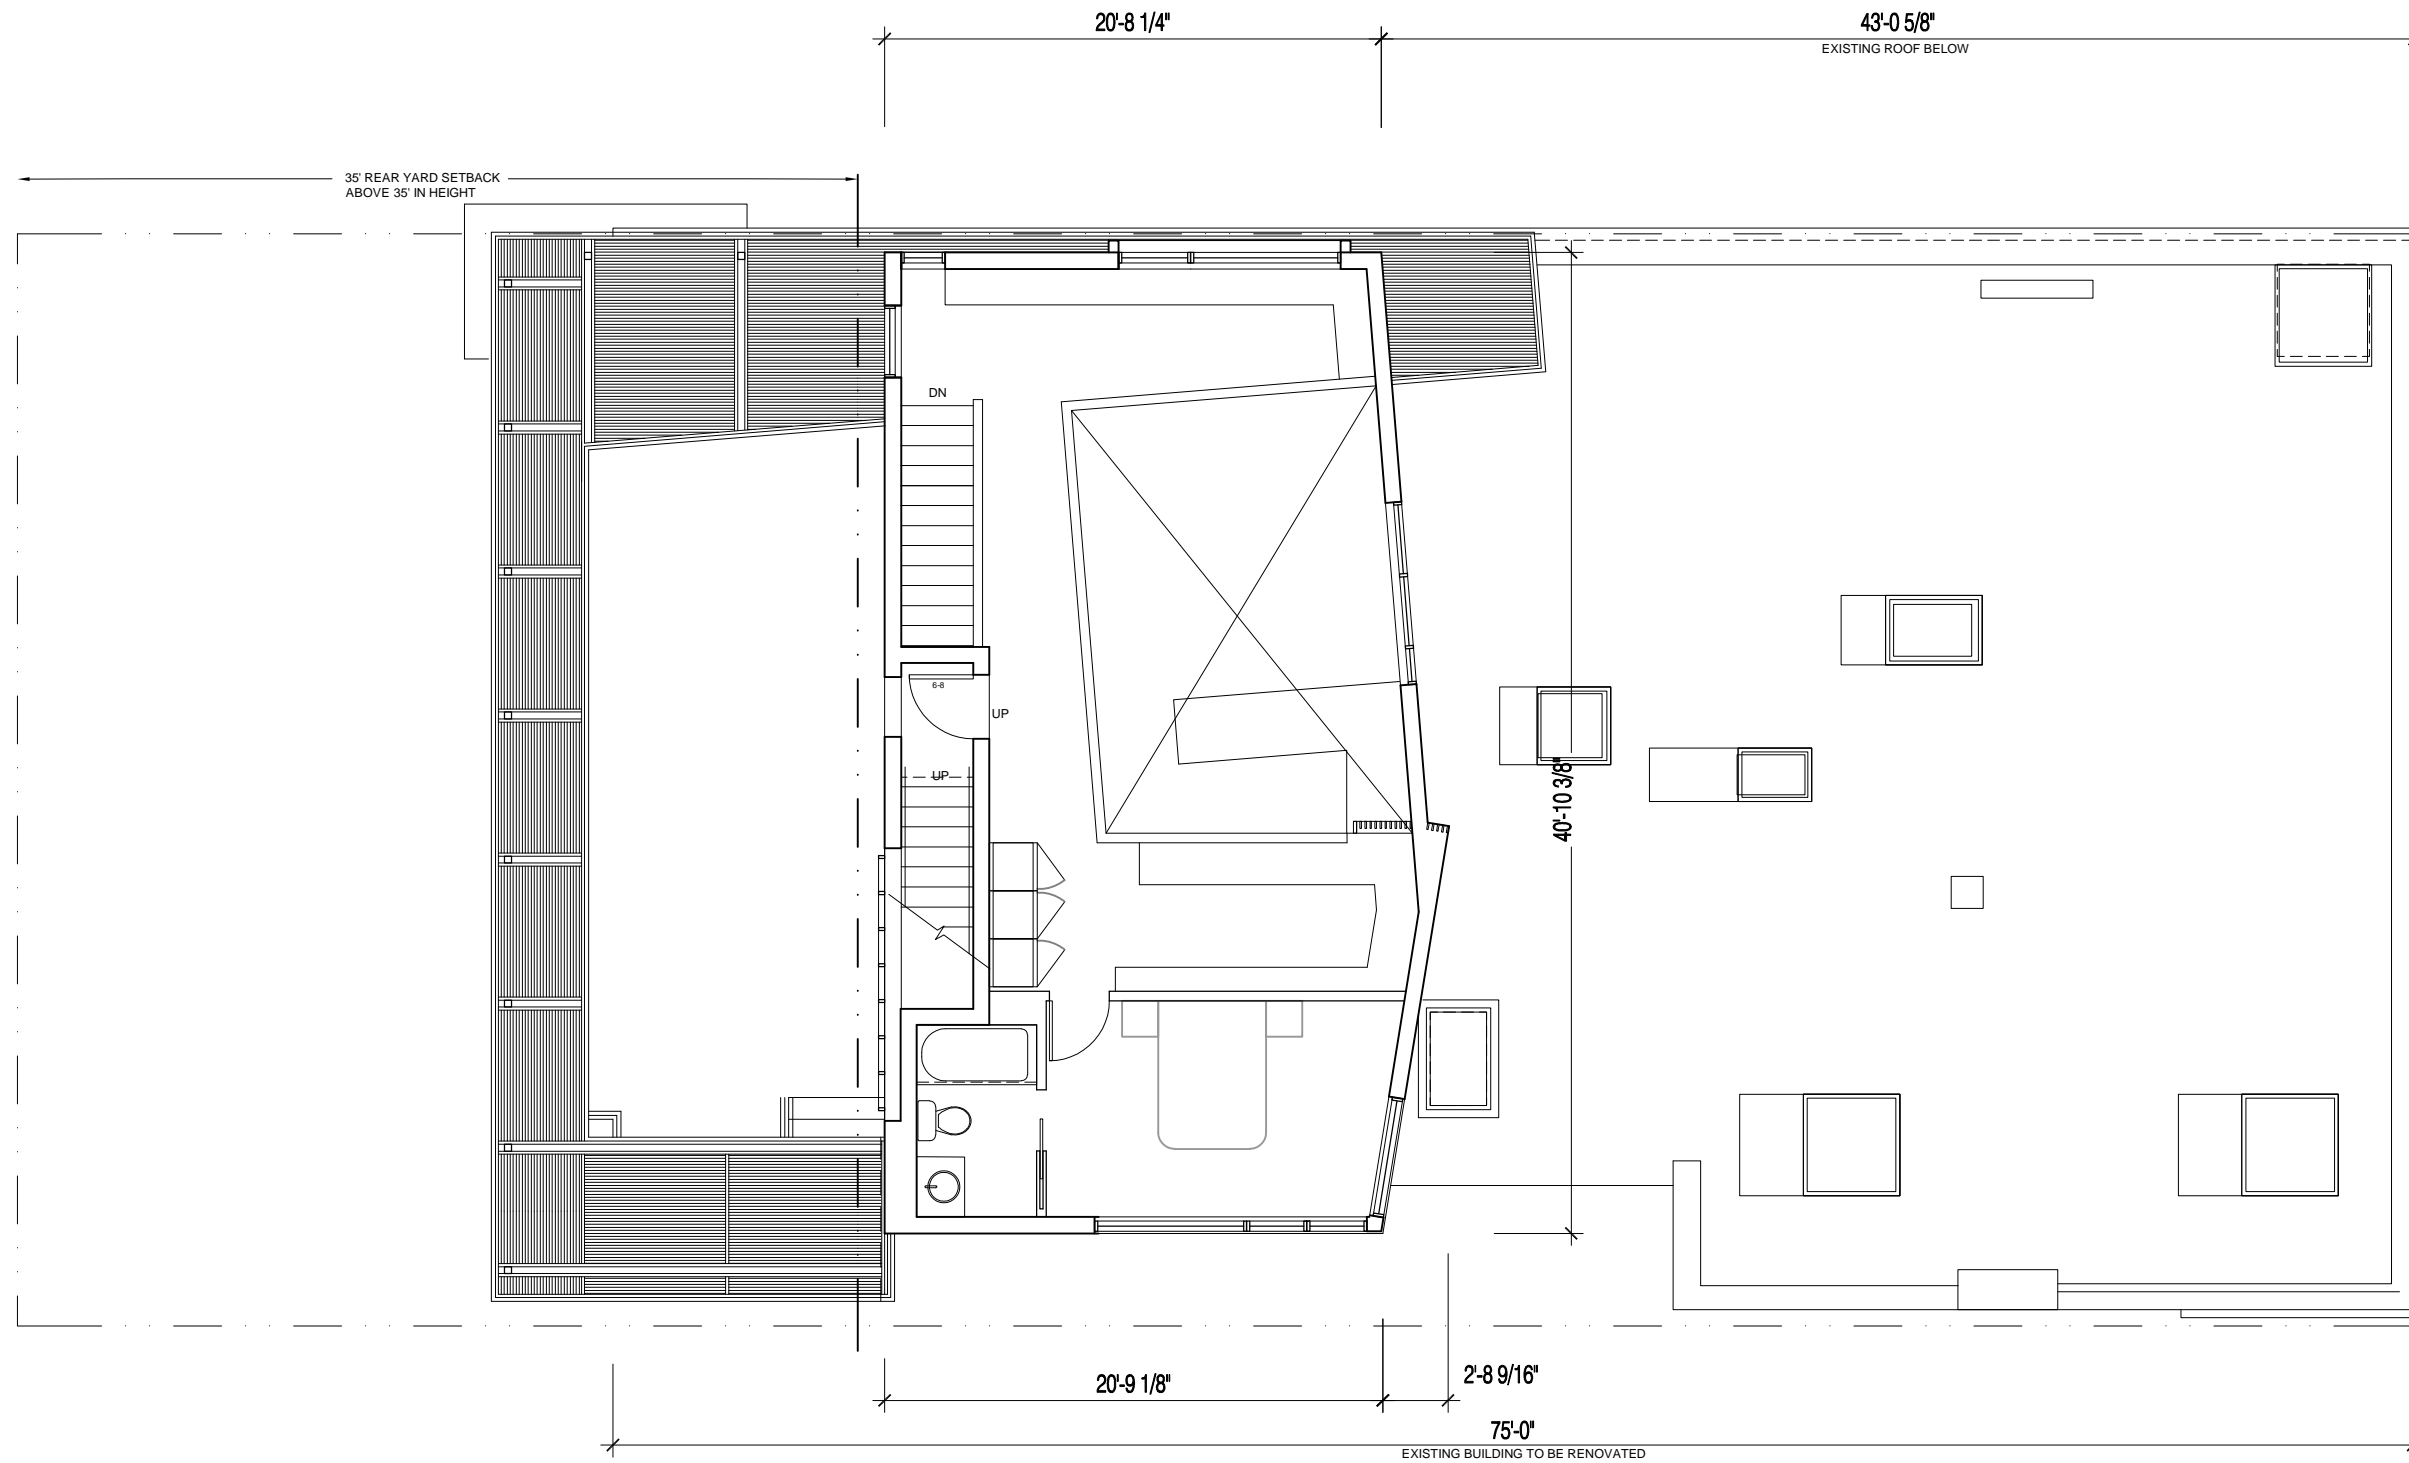 20'-8 1/4"
43'-0 5/8"
EXISTING ROOF BELOW
35' REAR YARD SETBACK
ABOVE 35' IN HEIGHT
DN
6-8
UP
UP
40'-10 3/8"
20'-9 1/8"
2'-8 9/16"
75'-0"
EXISTING BUILDING TO BE RENOVATED